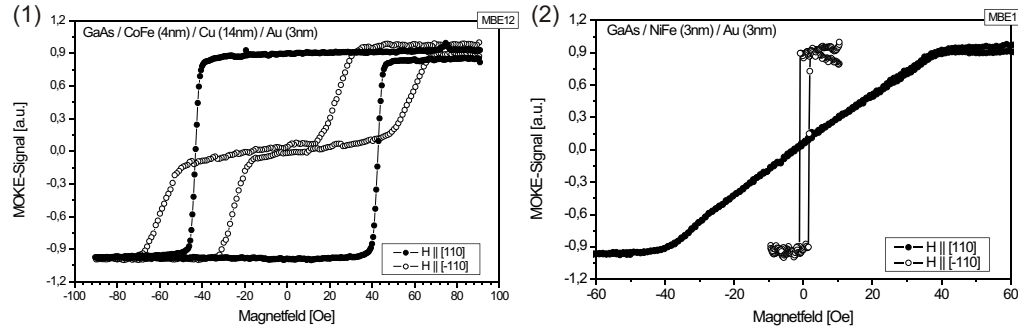 (1)
MBE12
GaAs / CoFe (4nm) / Cu (14nm) / Au (3nm)
MOKE-Signal [a.u.]
1,2
0,9
0,6
0,3
0,0
-0,3
-0,6
-0,9
-1,2
H || [110]
H || [-110]
-100 -80 -60 -40 -20 0 20 40 60 80 100
Magnetfeld [Oe]
(2)
MBE1
GaAs / NiFe (3nm) / Au (3nm)
MOKE-Signal [a.u.]
1,2
0,9
0,6
0,3
0,0
-0,3
-0,6
-0,9
-1,2
H || [110]
H || [-110]
-60 -40 -20 0 20 40 60
Magnetfeld [Oe]